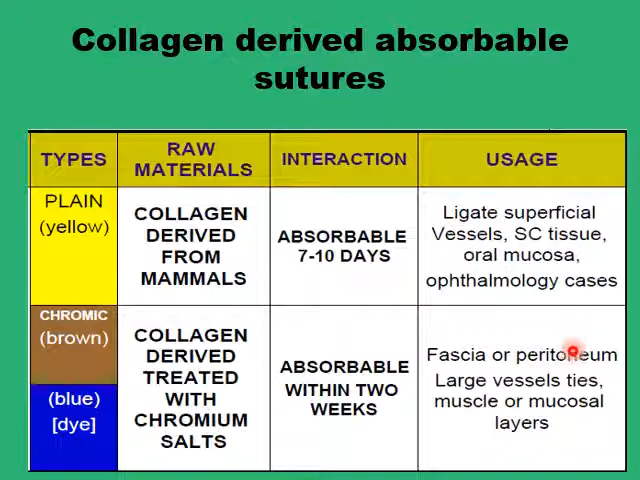 Collagen derived absorbable
sutures
TYPES
RAW
MATERIALS
INTERACTION
USAGE
PLAIN
(yellow)
COLLAGEN
DERIVED
FROM
MAMMALS
ABSORBABLE
7-10 DAYS
Ligate superficial
Vessels, SC tissue,
oral mucosa,
ophthalmology cases
CHROMIC
(brown)
(blue)
[dye]
COLLAGEN
DERIVED
TREATED
WITH
CHROMIUM
SALTS
ABSORBABLE
WITHIN TWO
WEEKS
Fascia or peritoneum
Large vessels ties,
muscle or mucosal
layers